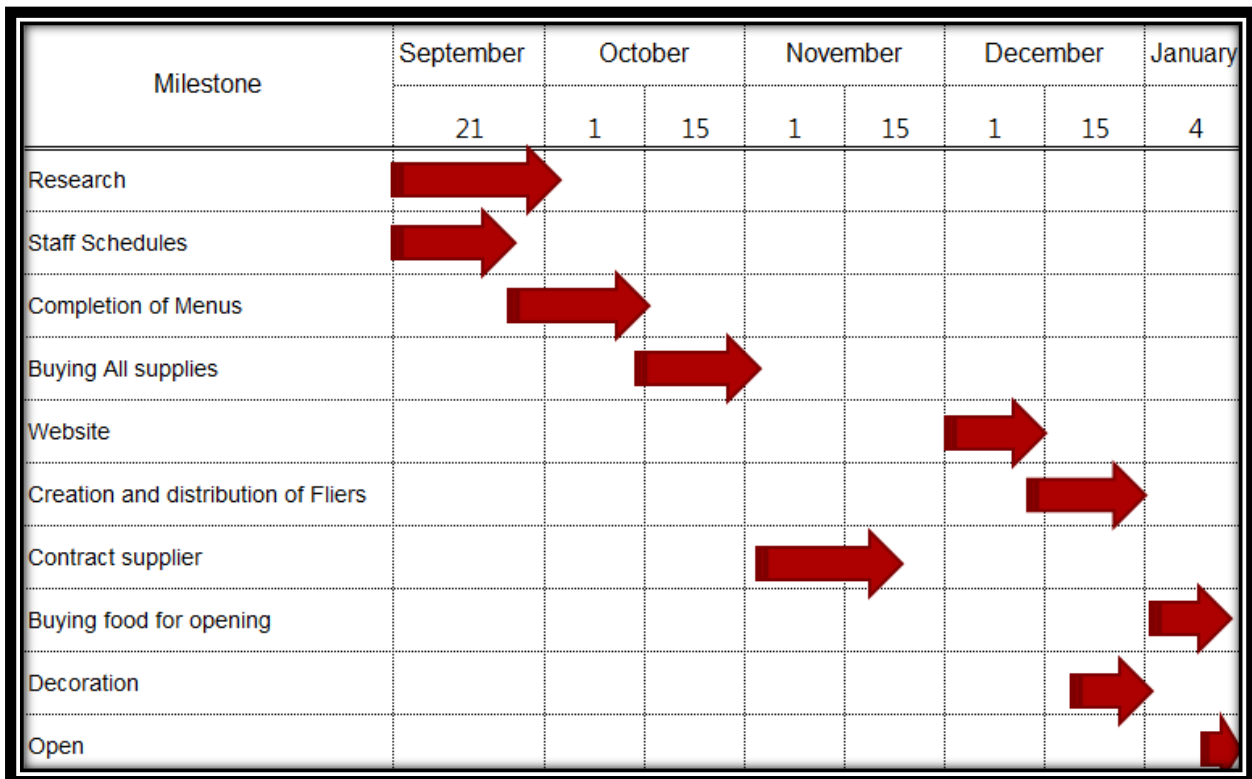 Milestone
September October November December January
21 1 15 1 15 1 15 4
Research
Staff Schedules
Completion of Menus
Buying All supplies
Website
Creation and distribution of Fliers
Contract supplier
Buying food for opening
Decoration
Open